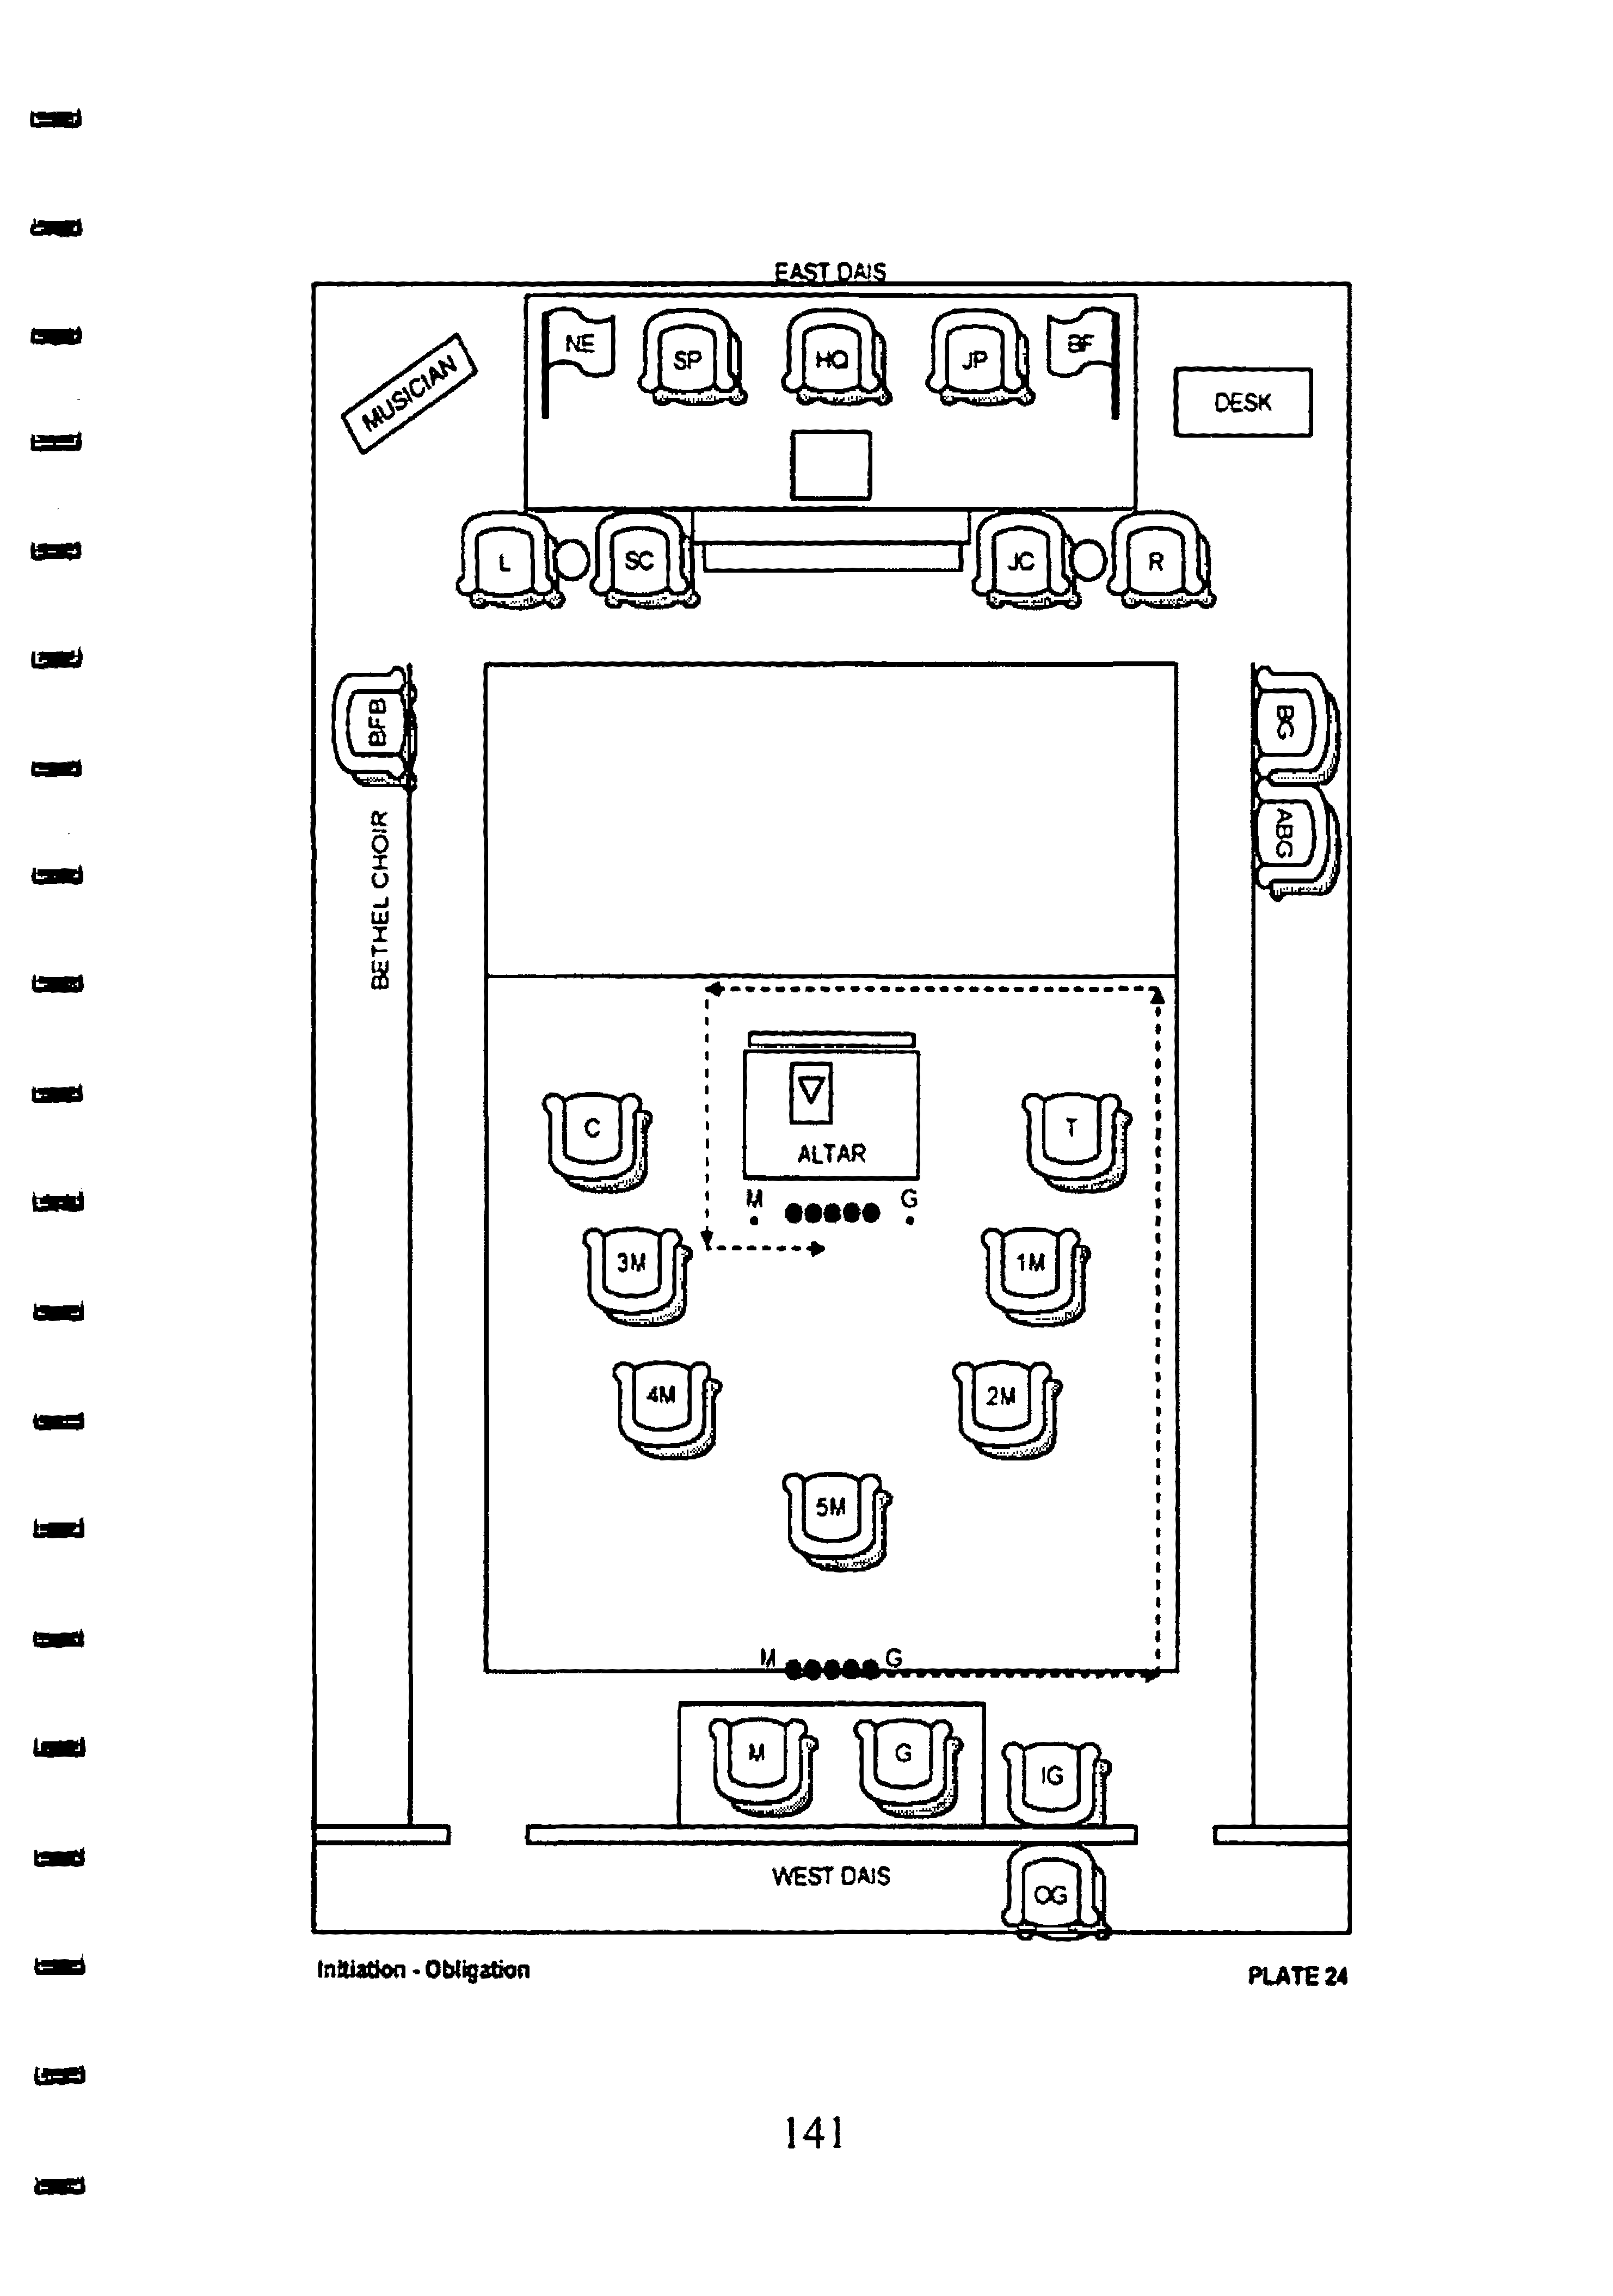 EAST DAIS
NE
SP
HQ
JP
BF
MUSICIAN
DESK
L
SC
JC
R
BFB
BG
ABG
BETHEL CHOIR
C
ALTAR
T
M
G
3M
1M
4M
2M
5M
M
G
M
G
IG
WEST DAIS
OG
Initiation - Obligation
PLATE 24
141